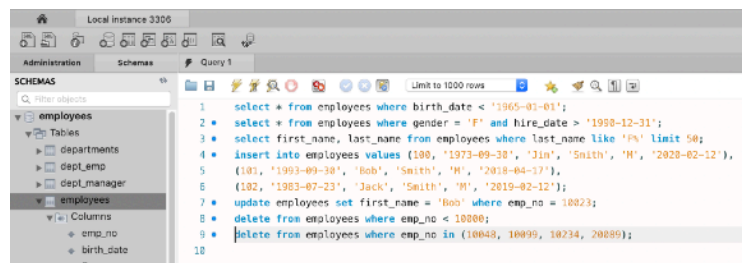 Local instance 3306
Administration Schemas Query 1
SCHEMAS
Filter objects
Limit to 1000 rows
employees
Tables
departments
dept_emp
dept_manager
employees
Columns
emp_no
birth_date
1 select * from employees where birth_date < '1965-01-01';
2 select * from employees where gender = 'F' and hire_date > '1990-12-31';
3 select first_name, last_name from employees where last_name like 'P%' limit 50;
4 insert into employees values (100, '1973-09-30', 'Jim', 'Smith', 'M', '2020-02-12'),
5 (101, '1993-09-30', 'Bob', 'Smith', 'M', '2018-04-17'),
6 (102, '1983-07-23', 'Jack', 'Smith', 'M', '2019-02-12');
7 update employees set first_name = 'Bob' where emp_no = 10023;
8 delete from employees where emp_no < 10000;
9 delete from employees where emp_no in (10048, 10099, 10234, 20089);
10